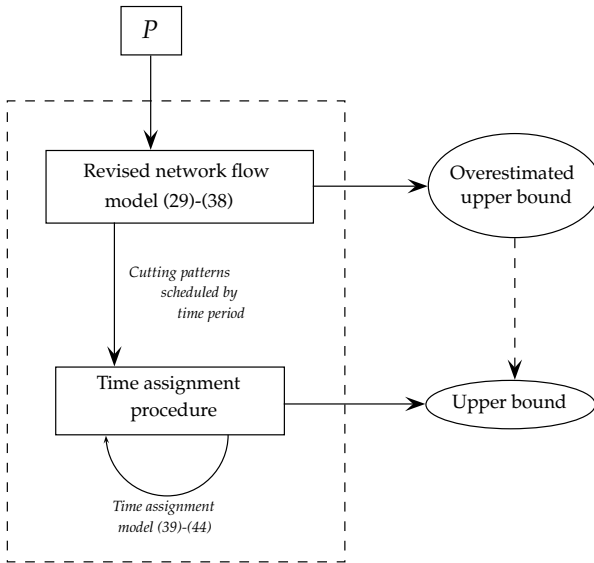 P
Revised network flow
model (29)-(38)
Overestimated
upper bound
Cutting patterns
scheduled by
time period
Time assignment
procedure
Upper bound
Time assignment
model (39)-(44)